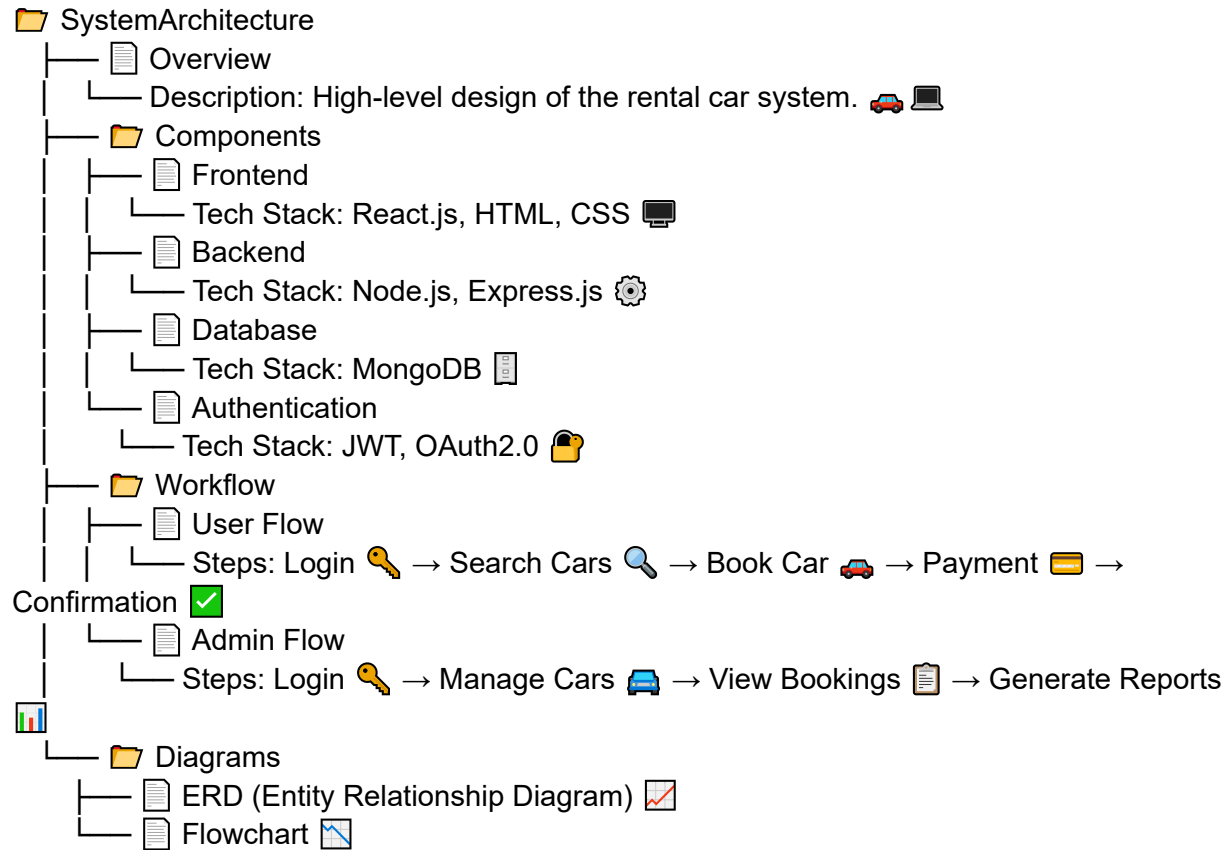 📂 SystemArchitecture
├── 📄 Overview
│ └── Description: High-level design of the rental car system. 🚗💻
├── 📂 Components
│ ├── 📄 Frontend
│ │ └── Tech Stack: React.js, HTML, CSS 🖥️
│ ├── 📄 Backend
│ │ └── Tech Stack: Node.js, Express.js ⚙️
│ ├── 📄 Database
│ │ └── Tech Stack: MongoDB 🗄️
│ └── 📄 Authentication
│ └── Tech Stack: JWT, OAuth2.0 🔐
├── 📂 Workflow
│ ├── 📄 User Flow
│ │ └── Steps: Login 🔑 → Search Cars 🔍 → Book Car 🚗 → Payment 💳 →
Confirmation ✅
│ └── 📄 Admin Flow
│ └── Steps: Login 🔑 → Manage Cars 🚘 → View Bookings 📋 → Generate Reports
📊
└── 📂 Diagrams
├── 📄 ERD (Entity Relationship Diagram) 📈
└── 📄 Flowchart 📉